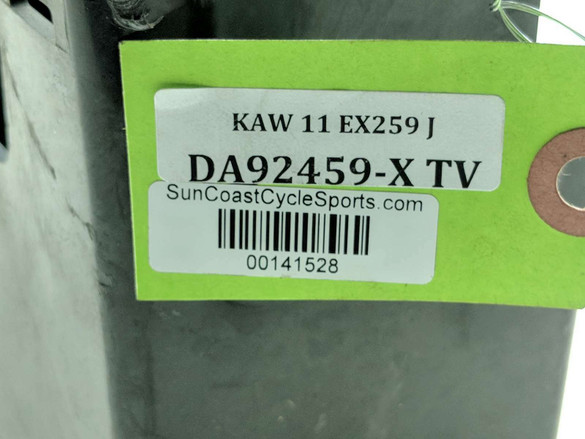 KAW 11 EX259 J
DA92459-X TV
SunCoastCycleSports.com
00141528